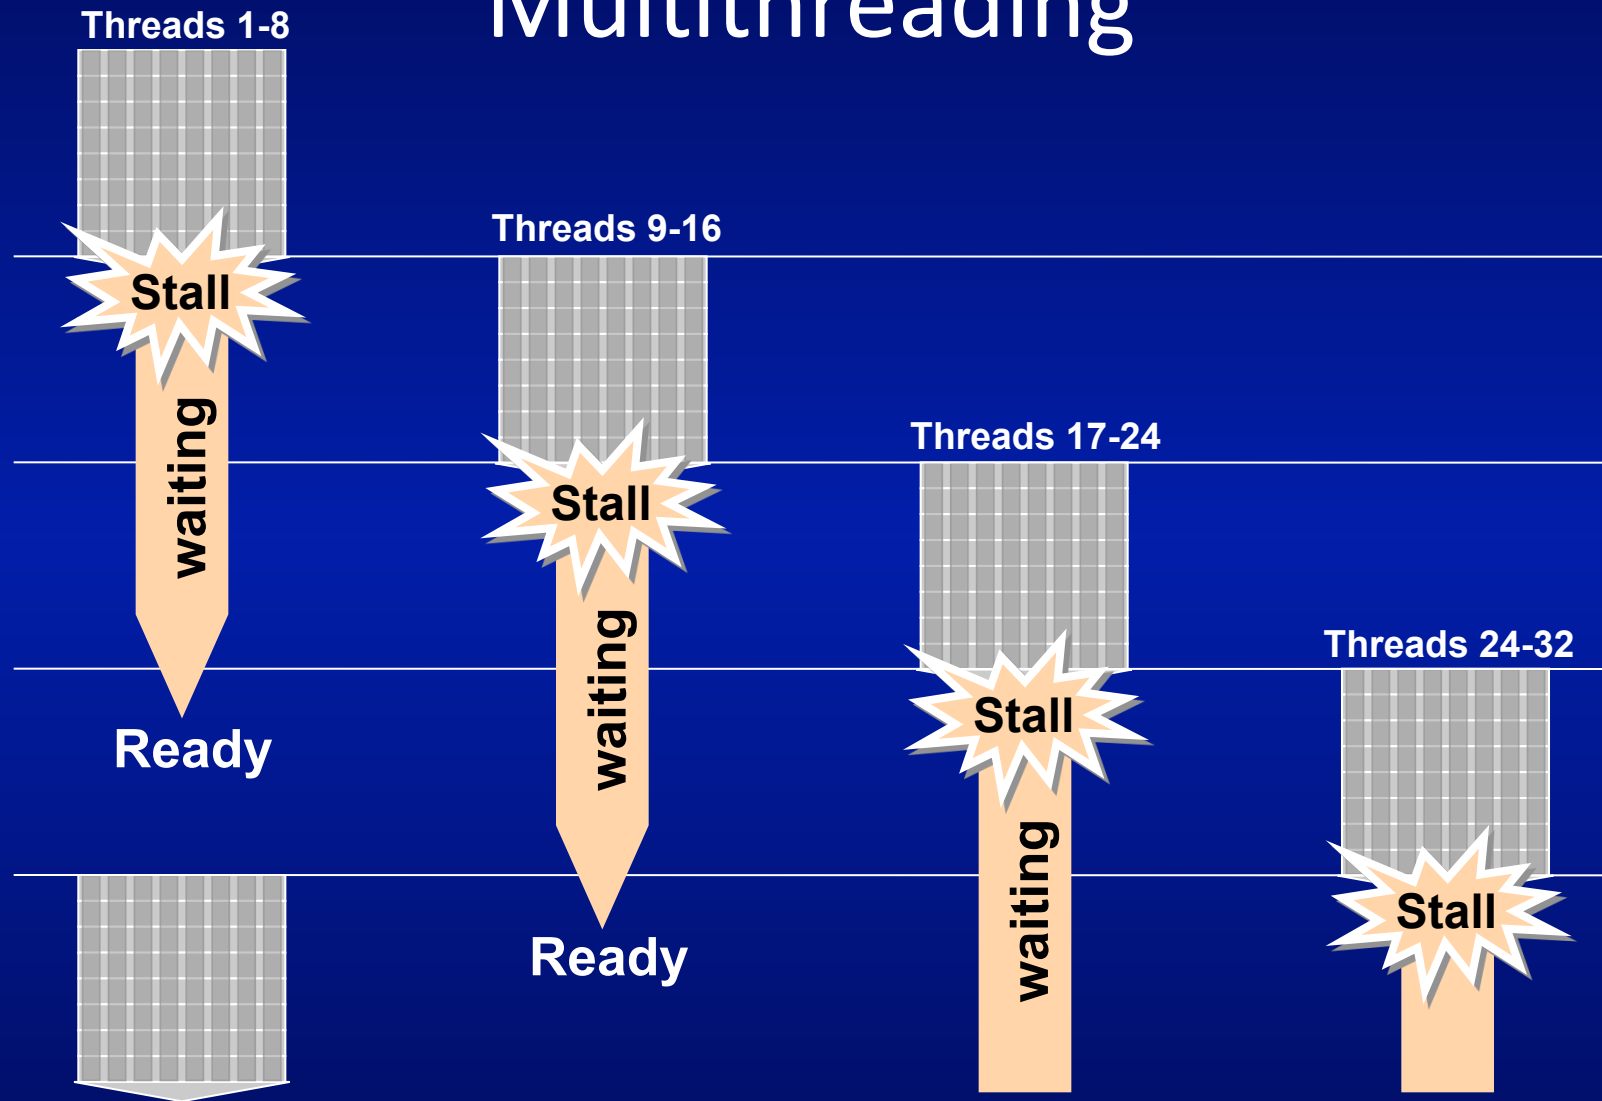 Multithreading
Threads 1-8
Threads 9-16
Stall
Threads 17-24
waiting
Stall
Threads 24-32
waiting
Stall
Ready
waiting
Stall
Ready